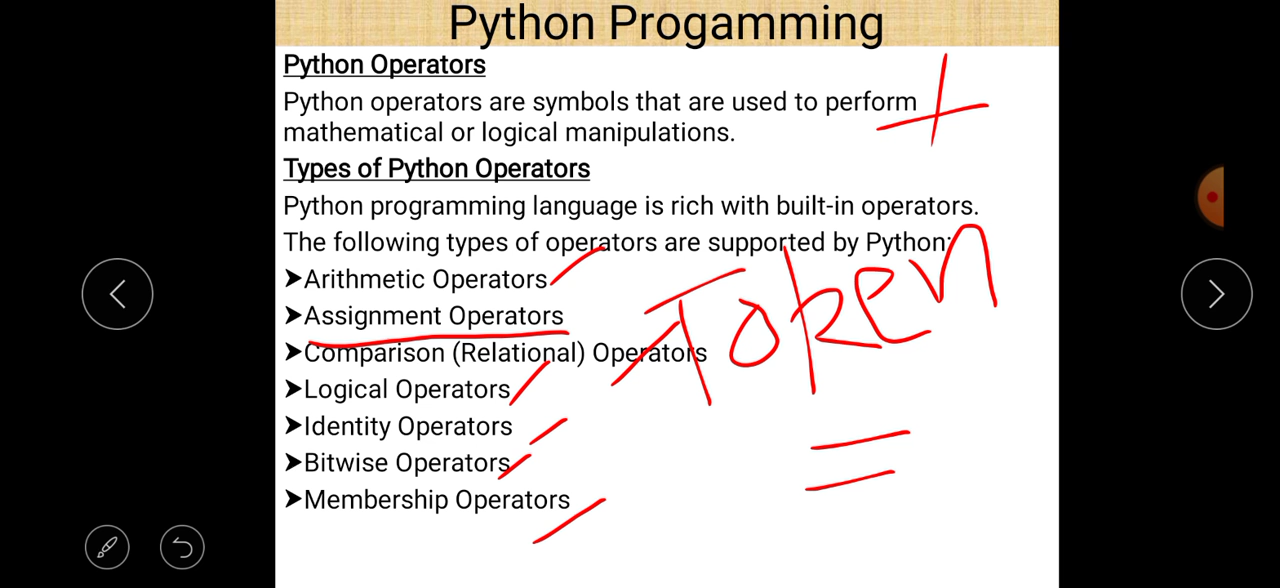 Python Progamming
Python Operators
Python operators are symbols that are used to perform
mathematical or logical manipulations.
+
Types of Python Operators
Python programming language is rich with built-in operators.
The following types of operators are supported by Python:
➤Arithmetic Operators
➤Assignment Operators
➤Comparison (Relational) Operators
Token
➤Logical Operators
➤Identity Operators
=
➤Bitwise Operators
➤Membership Operators